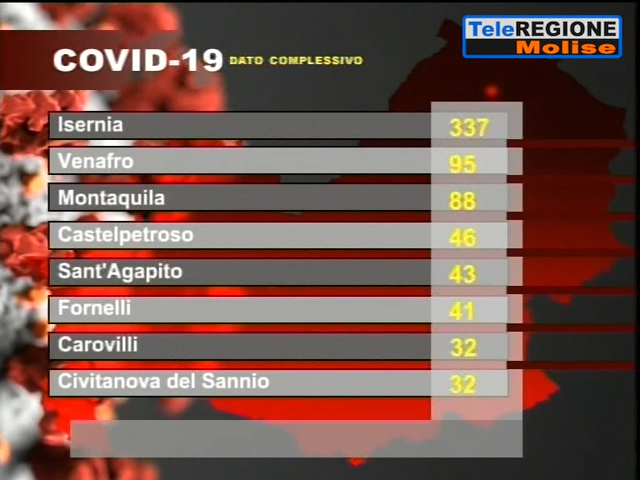 TeleREGIONE
Molise
COVID-19 DATO COMPLESSIVO
Isernia 337
Venafro 95
Montaquila 88
Castelpetroso 46
Sant'Agapito 43
Fornelli 41
Carovilli 32
Civitanova del Sannio 32